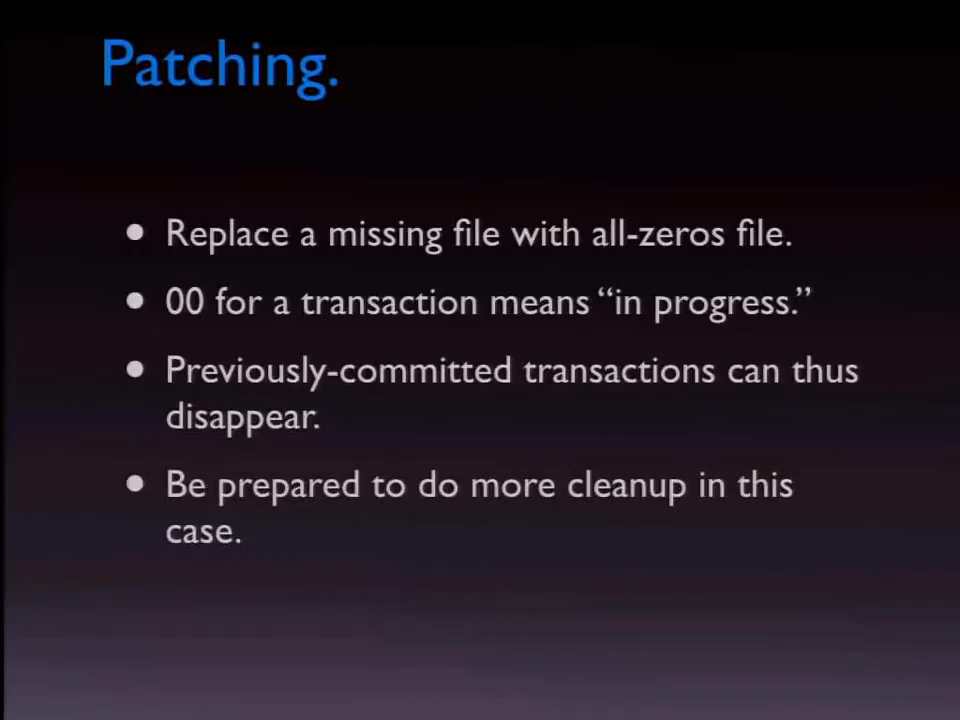 Patching.
• Replace a missing file with all-zeros file.
• 00 for a transaction means “in progress.”
• Previously-committed transactions can thus
disappear.
• Be prepared to do more cleanup in this
case.